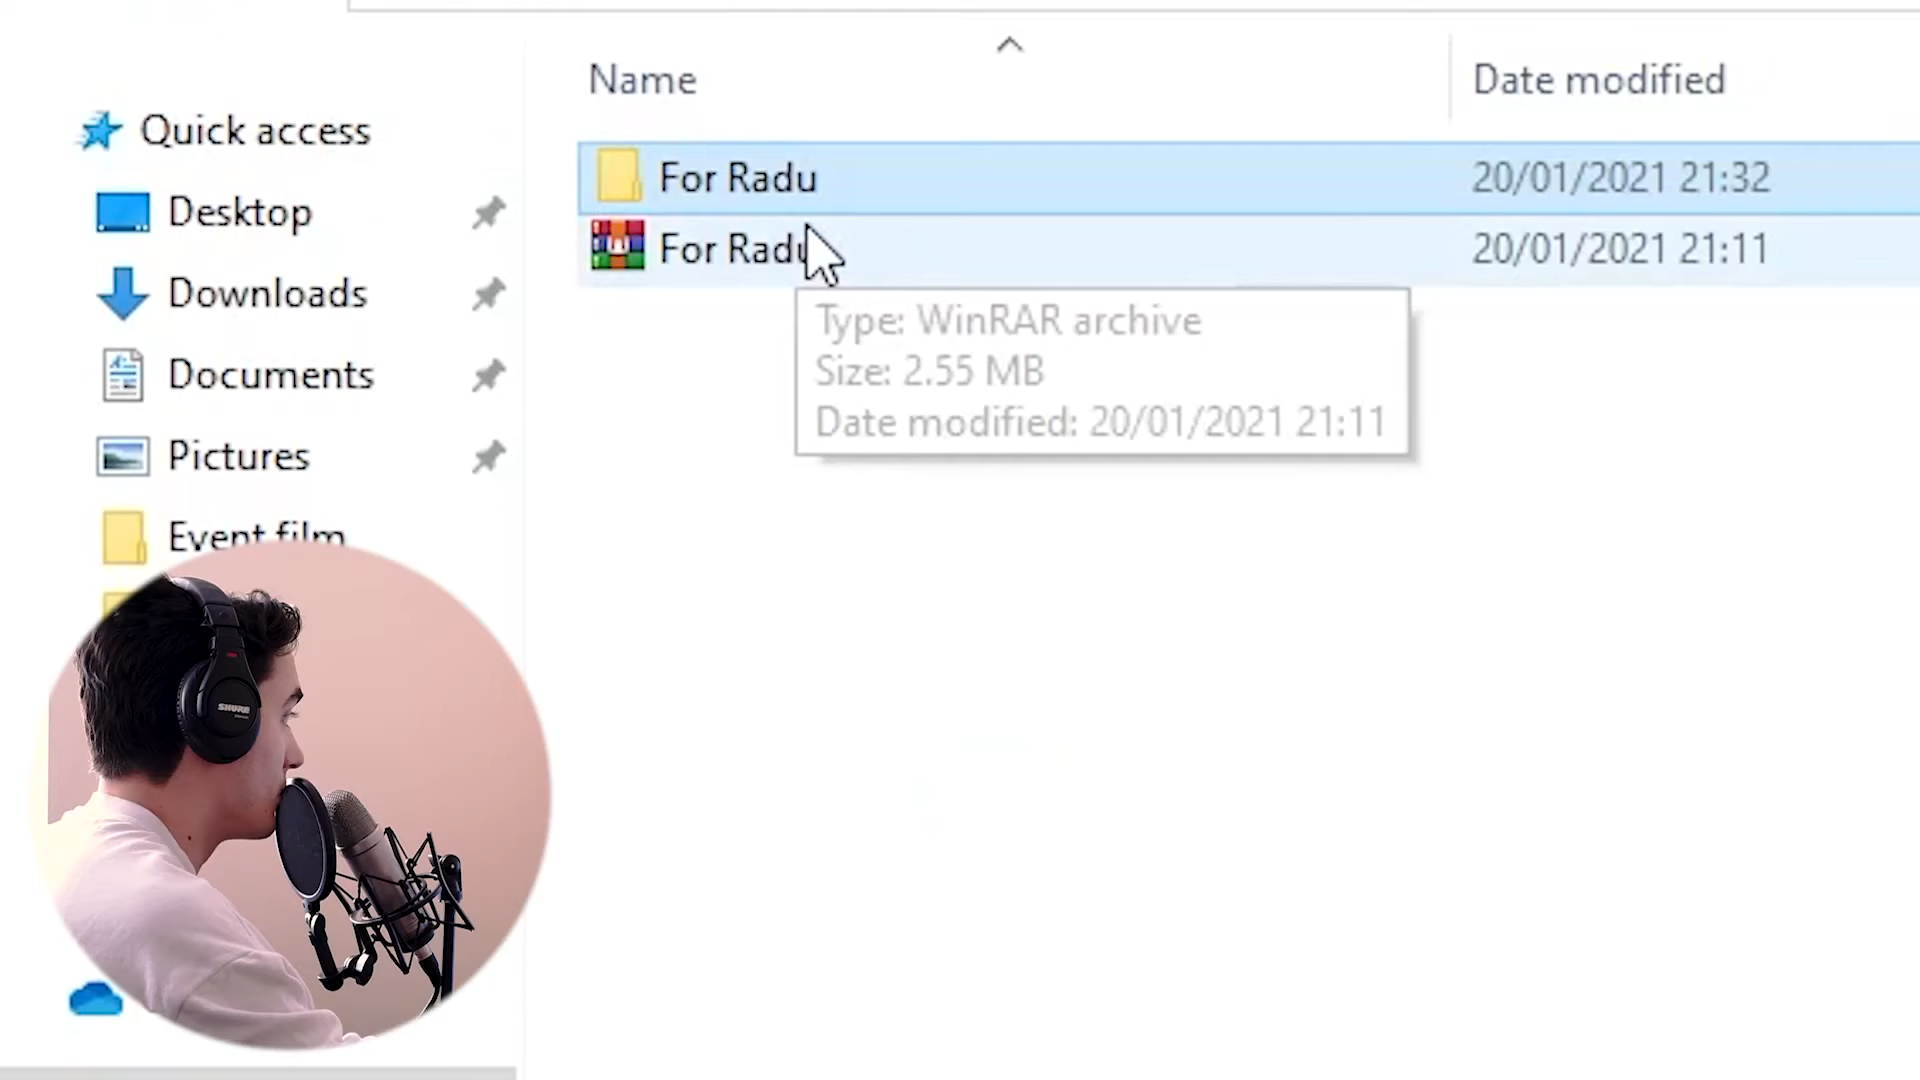 Name
Date modified
Quick access
Desktop
Downloads
Documents
Pictures
Event film
For Radu
20/01/2021 21:32
For Radu
20/01/2021 21:11
Type: WinRAR archive
Size: 2.55 MB
Date modified: 20/01/2021 21:11
SHURE